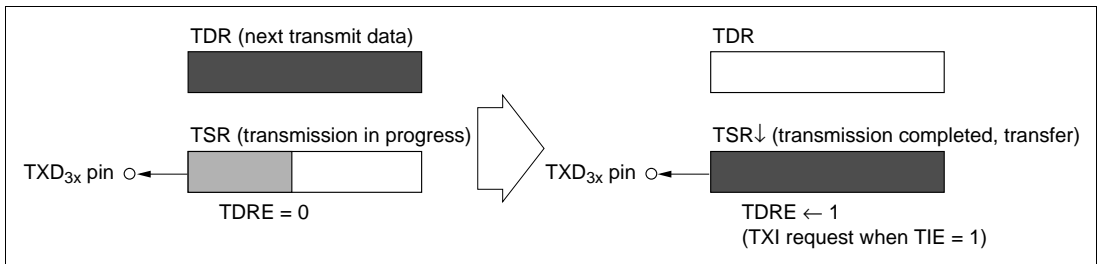 TDR (next transmit data)
TSR (transmission in progress)
TXD3x pin
TDRE = 0
TDR
TSR↓ (transmission completed, transfer)
TXD3x pin
TDRE ← 1
(TXI request when TIE = 1)